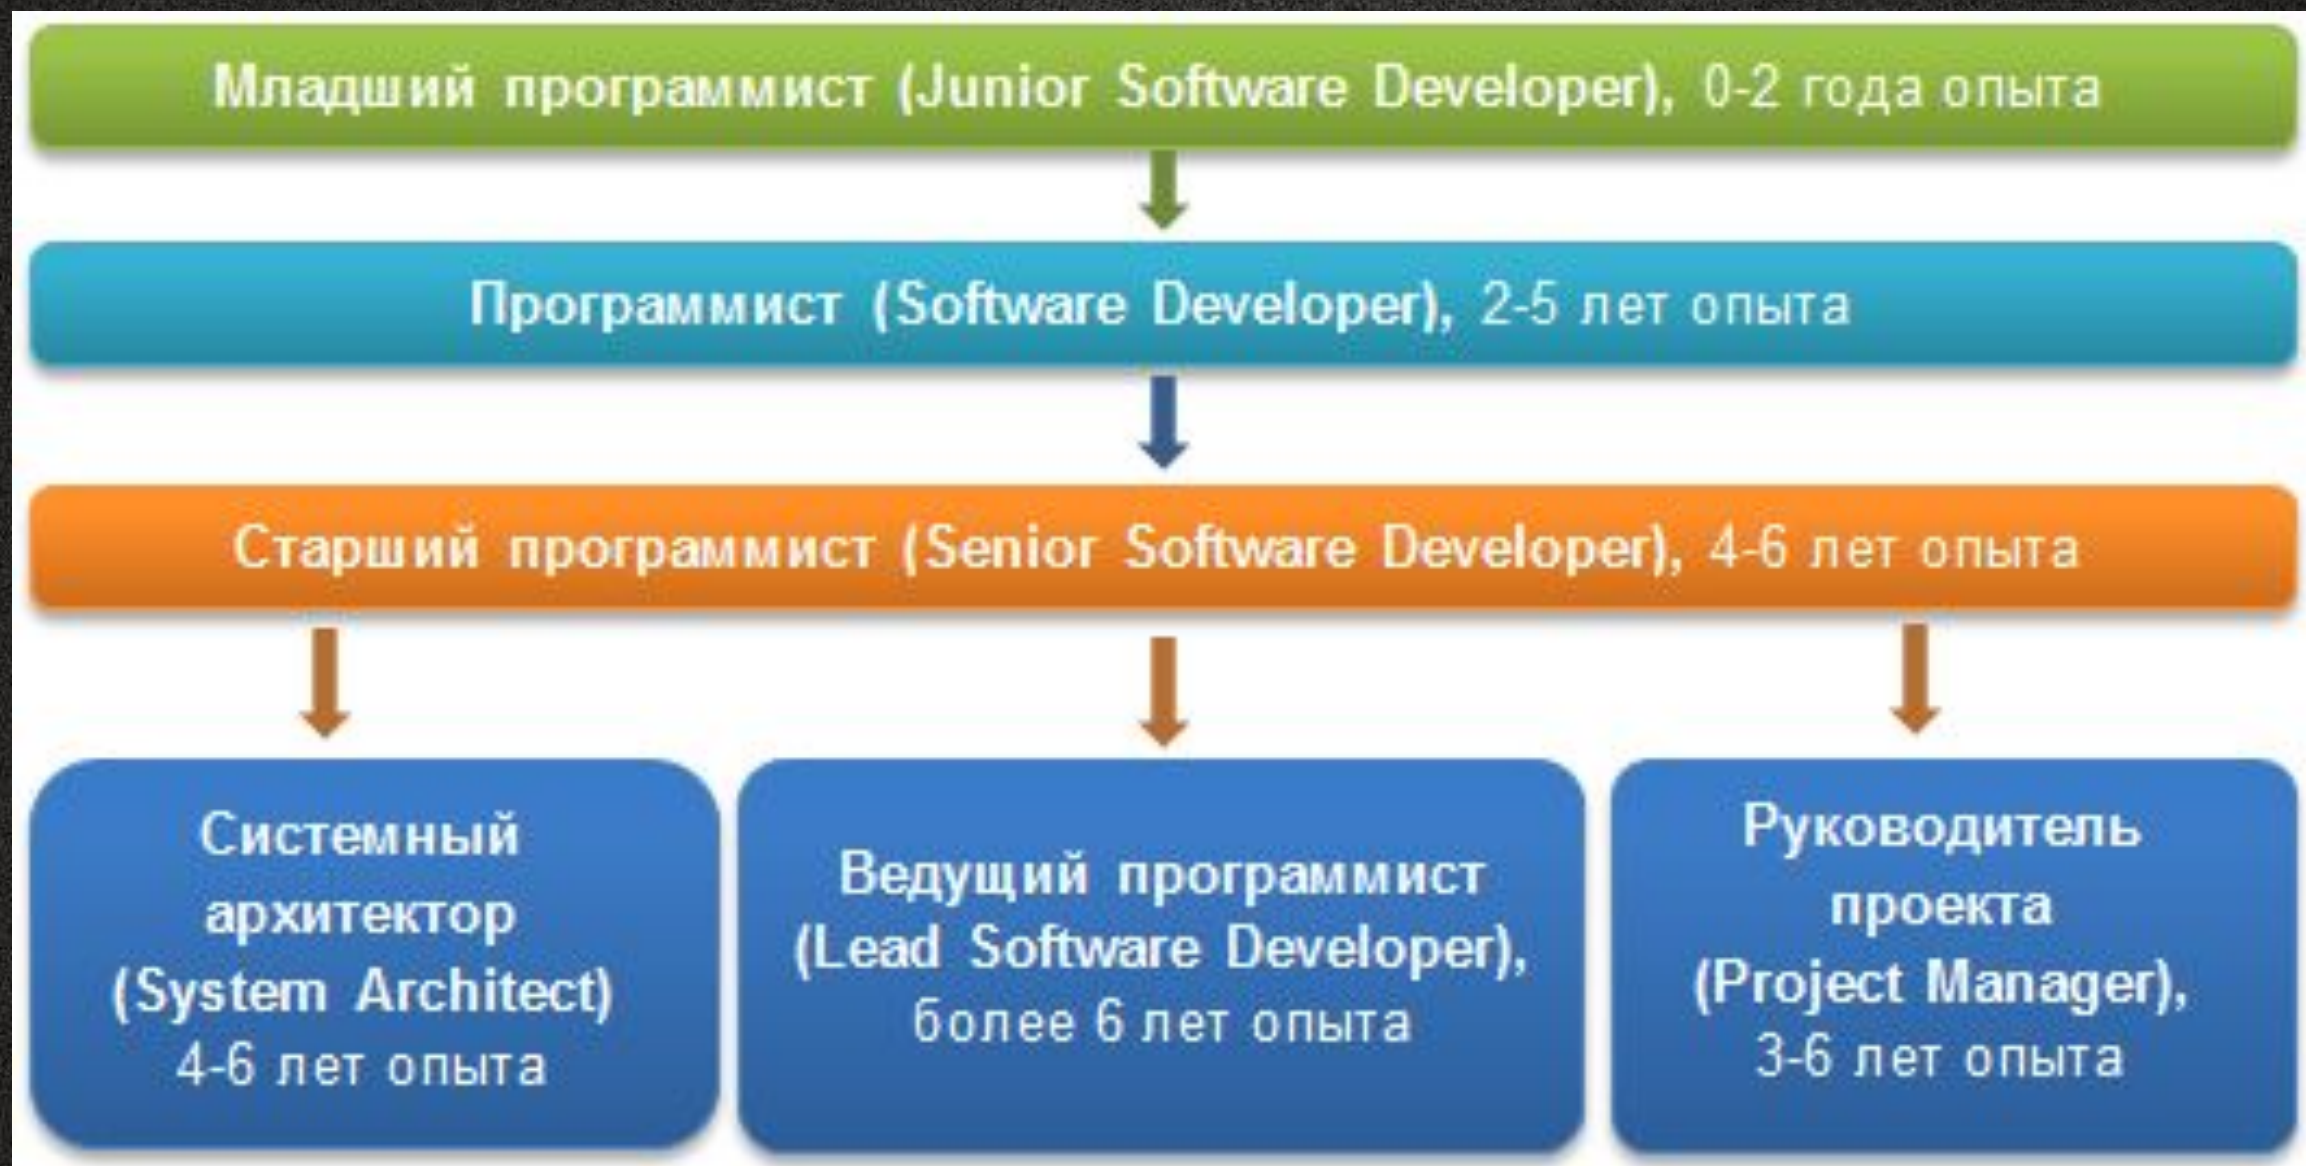 Младший программист (Junior Software Developer), 0-2 года опыта
Программист (Software Developer), 2-5 лет опыта
Старший программист (Senior Software Developer), 4-6 лет опыта
Системный
архитектор
(System Architect)
4-6 лет опыта
Ведущий программист
(Lead Software Developer),
более 6 лет опыта
Руководитель
проекта
(Project Manager),
3-6 лет опыта